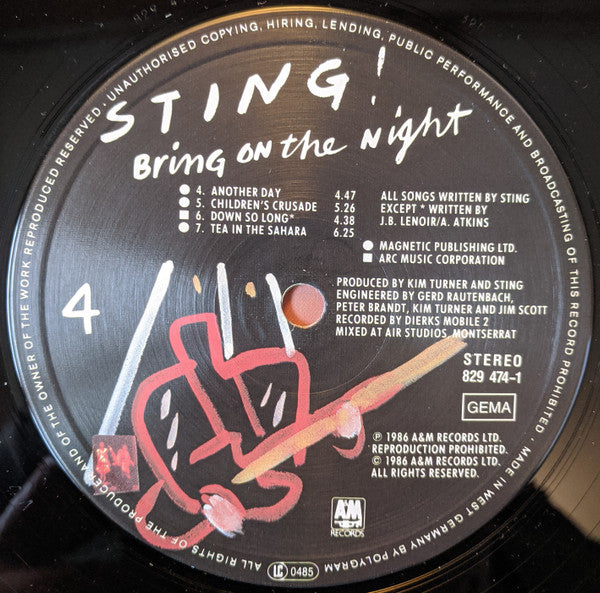 UNAUTHORISED COPYING, HIRING, LENDING, PUBLIC PERFORMANCE AND BROADCASTING OF THIS RECORD PROHIBITED.
STING!
Bring on the Night
4. ANOTHER DAY 4.47
5. CHILDREN'S CRUSADE 5.26
6. DOWN SO LONG* 4.38
7. TEA IN THE SAHARA 6.25
ALL SONGS WRITTEN BY STING
EXCEPT * WRITTEN BY
J.B. LENOIR/A. ATKINS
MAGNETIC PUBLISHING LTD.
ARC MUSIC CORPORATION
4
PRODUCED BY KIM TURNER AND STING
ENGINEERED BY GERD RAUTENBACH,
PETER BRANDT, KIM TURNER AND JIM SCOTT
RECORDED BY DIERKS MOBILE 2
MIXED AT AIR STUDIOS, MONTSERRAT
STEREO
829 474-1
GEMA
℗ 1986 A&M RECORDS LTD.
REPRODUCTION PROHIBITED.
© 1986 A&M RECORDS LTD.
ALL RIGHTS RESERVED.
A&M
RECORDS
MADE IN WEST GERMANY BY POLYGRAM
LC 0485
ALL RIGHTS OF THE PRODUCER AND OF THE OWNER OF THE WORK REPRODUCED RESERVED ·